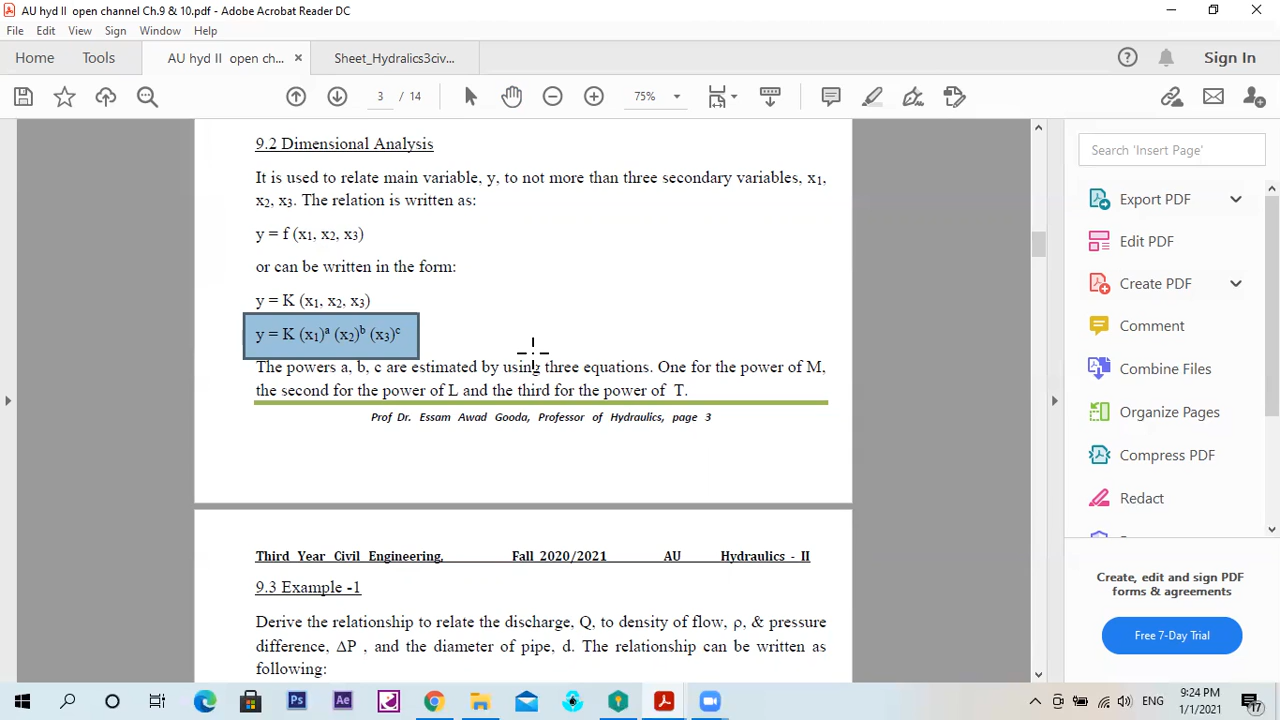 AU hyd II open channel Ch.9 & 10.pdf - Adobe Acrobat Reader DC
File Edit View Sign Window Help
Home Tools AU hyd II open ch... × Sheet_Hydralics3civ... Sign In
3 / 14 75%
9.2 Dimensional Analysis
It is used to relate main variable, y, to not more than three secondary variables, x₁,
x₂, x₃. The relation is written as:
y = f (x₁, x₂, x₃)
or can be written in the form:
y = K (x₁, x₂, x₃)
y = K (x₁)ᵃ (x₂)ᵇ (x₃)ᶜ
The powers a, b, c are estimated by using three equations. One for the power of M,
the second for the power of L and the third for the power of T.
Prof .Dr. Essam Awad Gooda, Professor of Hydraulics, page 3
Third Year Civil Engineering, Fall 2020/2021 AU Hydraulics - II
9.3 Example -1
Derive the relationship to relate the discharge, Q, to density of flow, ρ, & pressure
difference, ΔP , and the diameter of pipe, d. The relationship can be written as
following:
Search 'Insert Page'
Export PDF
Edit PDF
Create PDF
Comment
Combine Files
Organize Pages
Compress PDF
Redact
Create, edit and sign PDF
forms & agreements
Free 7-Day Trial
Ps Ae
9:24 PM
1/1/2021
17